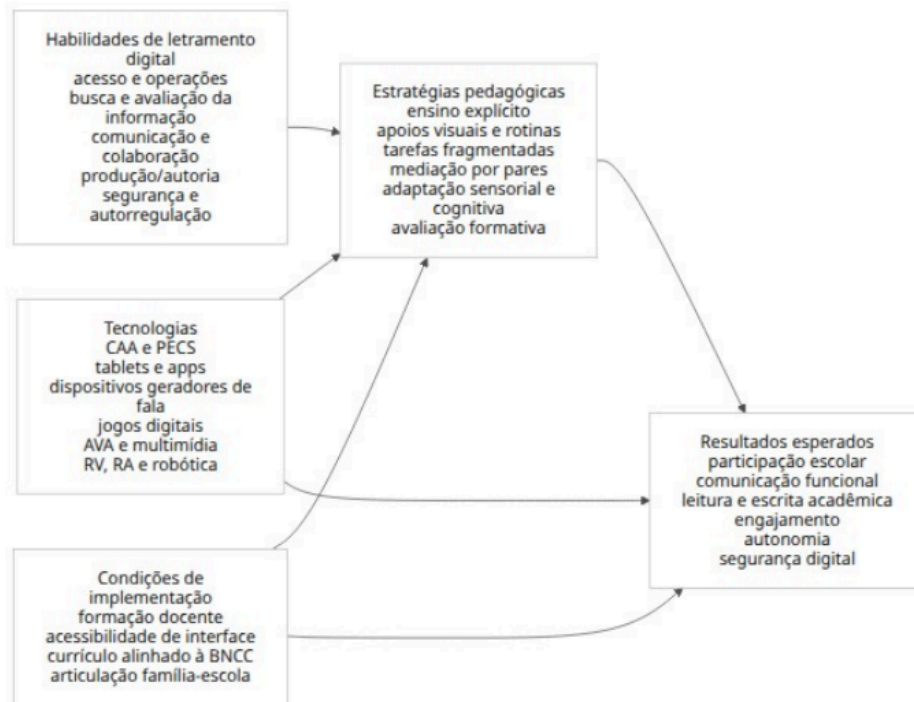 Habilidades de letramento
digital
acesso e operações
busca e avaliação da
informação
comunicação e
colaboração
produção/autoria
segurança e
autorregulação
Estratégias pedagógicas
ensino explícito
apoios visuais e rotinas
tarefas fragmentadas
mediação por pares
adaptação sensorial e
cognitiva
avaliação formativa
Tecnologias
CAA e PECS
tablets e apps
dispositivos geradores de
fala
jogos digitais
AVA e multimídia
RV, RA e robótica
Resultados esperados
participação escolar
comunicação funcional
leitura e escrita acadêmica
engajamento
autonomia
segurança digital
Condições de
implementação
formação docente
acessibilidade de interface
currículo alinhado à BNCC
articulação família-escola